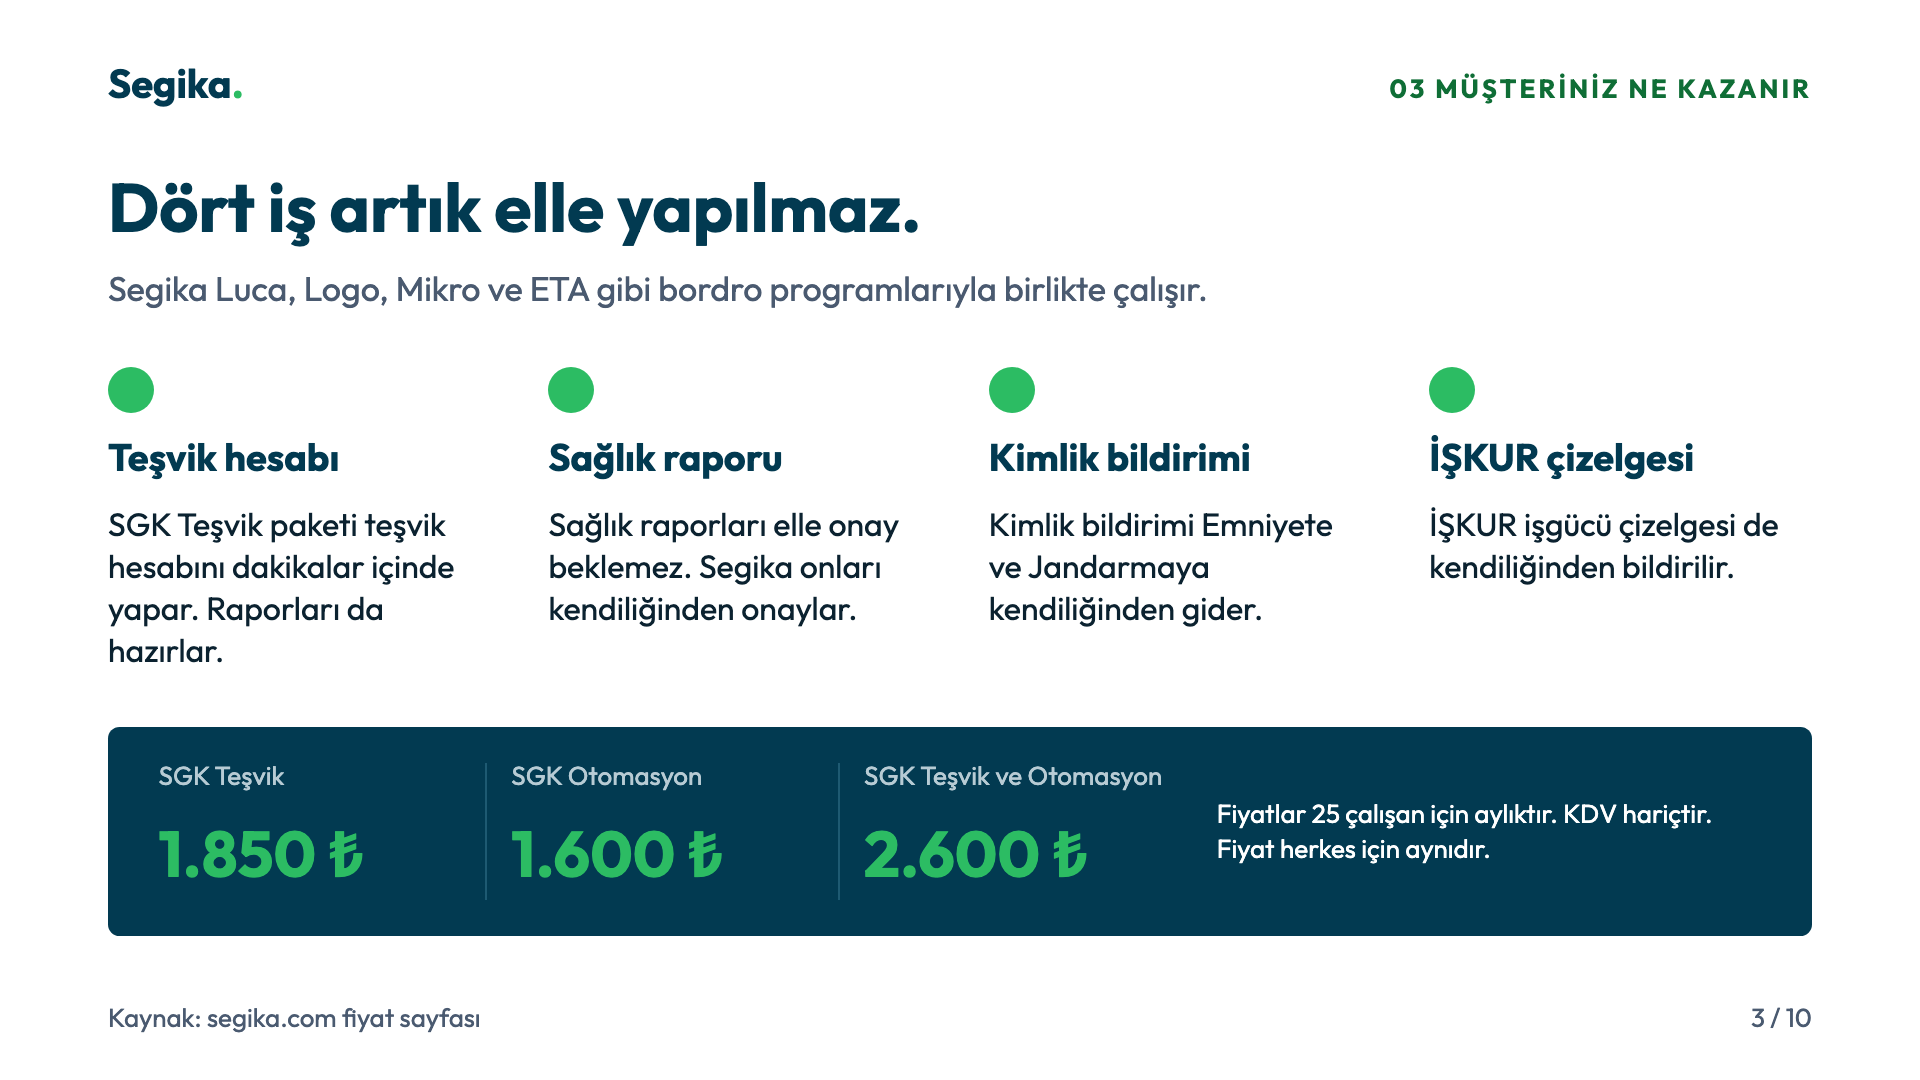 Segika.
03 MÜŞTERİNİZ NE KAZANIR
Dört iş artık elle yapılmaz.
Segika Luca, Logo, Mikro ve ETA gibi bordro programlarıyla birlikte çalışır.
Teşvik hesabı
SGK Teşvik paketi teşvik
hesabını dakikalar içinde
yapar. Raporları da
hazırlar.
Sağlık raporu
Sağlık raporları elle onay
beklemez. Segika onları
kendiliğinden onaylar.
Kimlik bildirimi
Kimlik bildirimi Emniyete
ve Jandarmaya
kendiliğinden gider.
İŞKUR çizelgesi
İŞKUR işgücü çizelgesi de
kendiliğinden bildirilir.
SGK Teşvik
1.850 ₺
SGK Otomasyon
1.600 ₺
SGK Teşvik ve Otomasyon
2.600 ₺
Fiyatlar 25 çalışan için aylıktır. KDV hariçtir.
Fiyat herkes için aynıdır.
Kaynak: segika.com fiyat sayfası
3 / 10